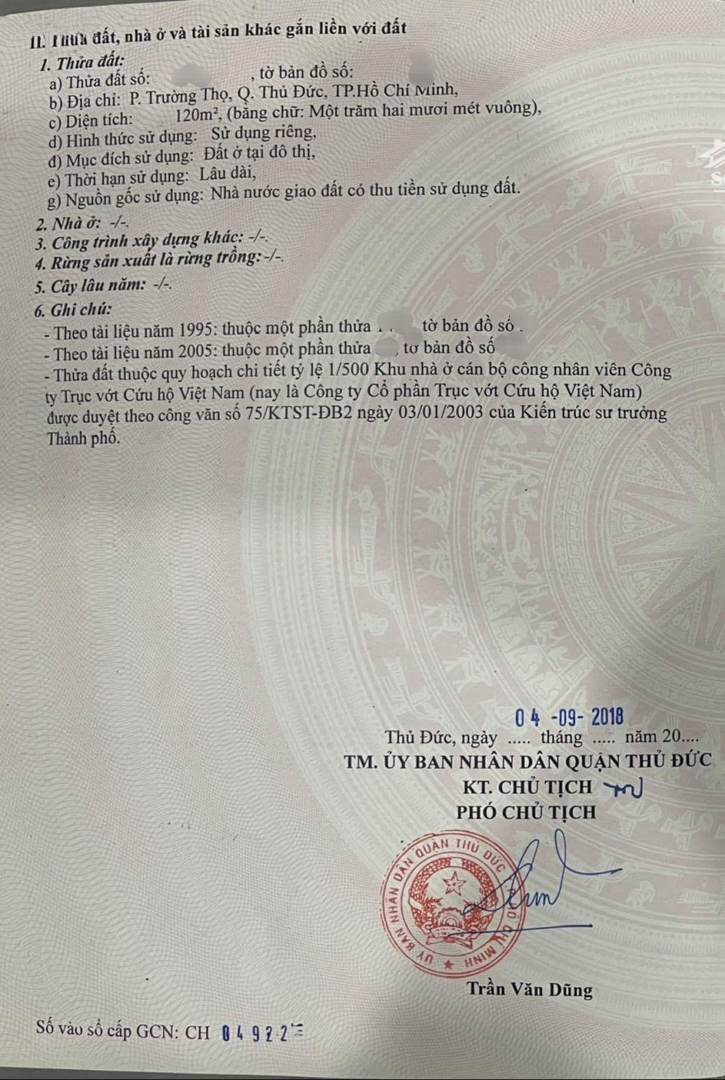 II. Thửa đất, nhà ở và tài sản khác gắn liền với đất
1. Thửa đất:
a) Thửa đất số: , tờ bản đồ số:
b) Địa chỉ: P. Trường Thọ, Q. Thủ Đức, TP.Hồ Chí Minh,
c) Diện tích: 120m², (bằng chữ: Một trăm hai mươi mét vuông),
d) Hình thức sử dụng: Sử dụng riêng,
đ) Mục đích sử dụng: Đất ở tại đô thị,
e) Thời hạn sử dụng: Lâu dài,
g) Nguồn gốc sử dụng: Nhà nước giao đất có thu tiền sử dụng đất.
2. Nhà ở: -/-.
3. Công trình xây dựng khác: -/-.
4. Rừng sản xuất là rừng trồng:-/-.
5. Cây lâu năm: -/-.
6. Ghi chú:
- Theo tài liệu năm 1995: thuộc một phần thửa tờ bản đồ số .
- Theo tài liệu năm 2005: thuộc một phần thửa , tơ bản đồ số
- Thửa đất thuộc quy hoạch chi tiết tỷ lệ 1/500 Khu nhà ở cán bộ công nhân viên Công
ty Trục vớt Cứu hộ Việt Nam (nay là Công ty Cổ phần Trục vớt Cứu hộ Việt Nam)
được duyệt theo công văn số 75/KTST-ĐB2 ngày 03/01/2003 của Kiến trúc sư trưởng
Thành phố.
04 -09- 2018
Thủ Đức, ngày ..... tháng ..... năm 20....
TM. ỦY BAN NHÂN DÂN QUẬN THỦ ĐỨC
KT. CHỦ TỊCH
PHÓ CHỦ TỊCH
ỦY BAN NHÂN DÂN QUẬN THỦ ĐỨC HỒ CHÍ MINH
Trần Văn Dũng
Số vào sổ cấp GCN: CH 04922